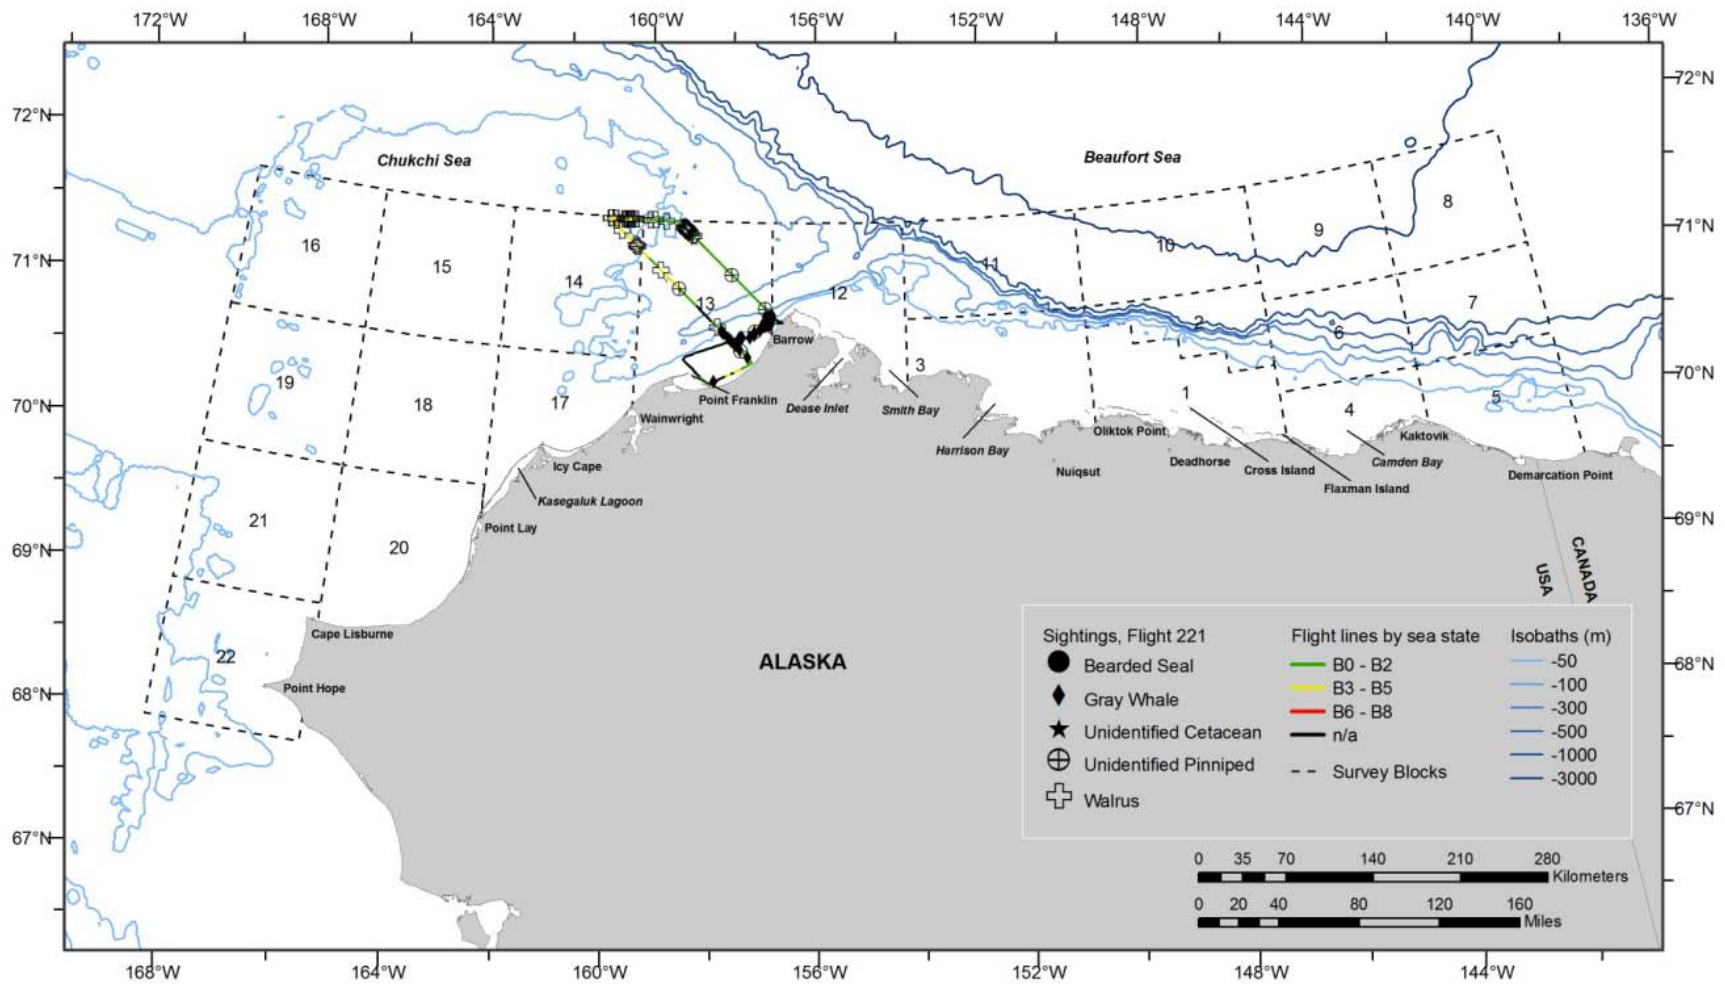 172°W 168°W 164°W 160°W 156°W 152°W 148°W 144°W 140°W 136°W
72°N
72°N
Chukchi Sea
Beaufort Sea
8
9
10
16
15
14
11
12
13
7
2
6
71°N
71°N
Barrow
3
19
18
17
1
4
5
70°N
70°N
Point Franklin
Dease Inlet
Smith Bay
Wainwright
Harrison Bay
Oliktok Point
Kaktovik
Icy Cape
Nuiqsut
Deadhorse
Cross Island
Camden Bay
Flaxman Island
Demarcation Point
Kasegaluk Lagoon
Point Lay
21
20
69°N
69°N
CANADA
USA
Cape Lisburne
22
Point Hope
ALASKA
68°N
68°N
67°N
67°N
Sightings, Flight 221
Bearded Seal
Gray Whale
Unidentified Cetacean
Unidentified Pinniped
Walrus
Flight lines by sea state
B0 - B2
B3 - B5
B6 - B8
n/a
Survey Blocks
Isobaths (m)
-50
-100
-300
-500
-1000
-3000
0 35 70 140 210 280
Kilometers
0 20 40 80 120 160
Miles
168°W 164°W 160°W 156°W 152°W 148°W 144°W